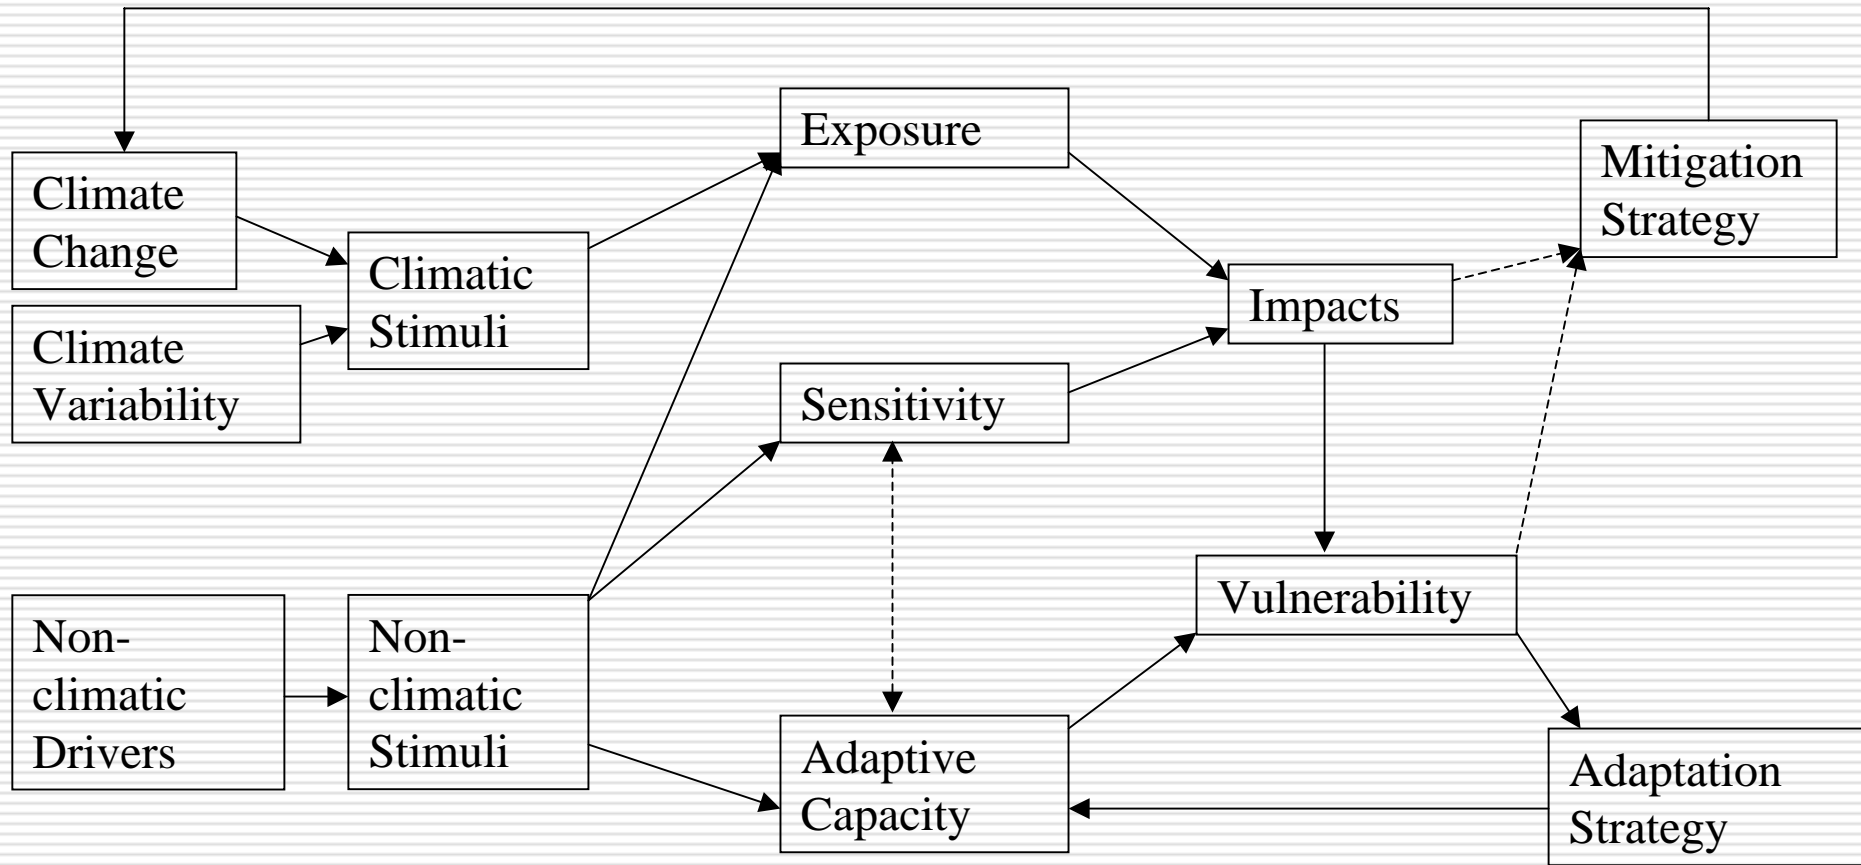 Exposure
Mitigation
Strategy
Climate
Change
Climatic
Stimuli
Impacts
Climate
Variability
Sensitivity
Vulnerability
Non-
climatic
Drivers
Non-
climatic
Stimuli
Adaptive
Capacity
Adaptation
Strategy